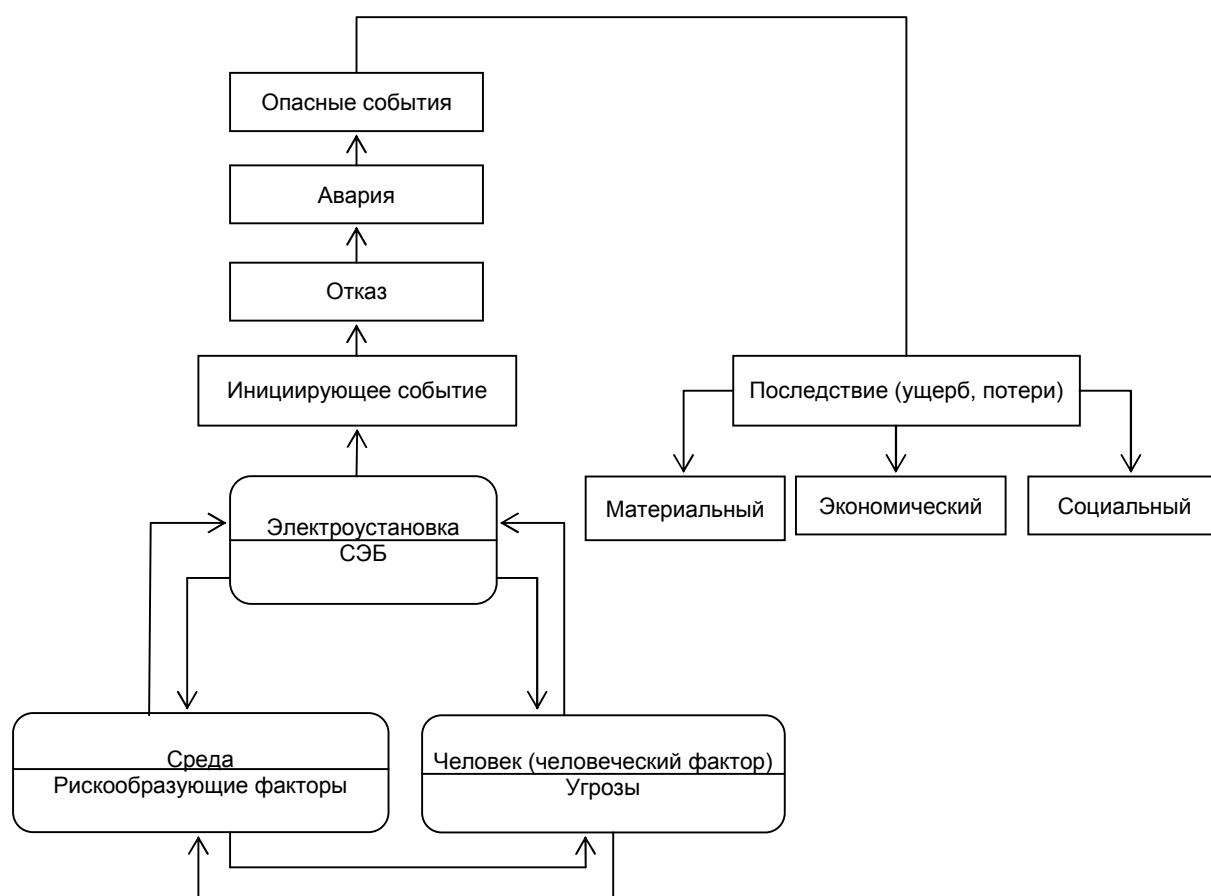 Опасные события
Авария
Отказ
Инициирующее событие
Последствие (ущерб, потери)
Материальный
Экономический
Социальный
Электроустановка
СЭБ
Среда
Рискообразующие факторы
Человек (человеческий фактор)
Угрозы